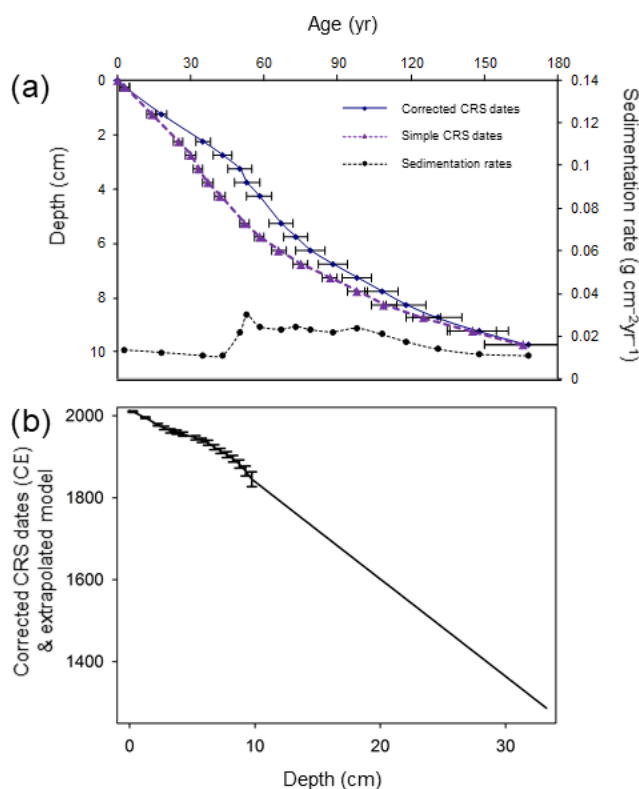 Age (yr)
0 30 60 90 120 150 180
(a)
0 2 4 6 8 10
Depth (cm)
Corrected CRS dates
Simple CRS dates
Sedimentation rates
0.14 0.12 0.1 0.08 0.06 0.04 0.02 0
Sedimentation rate (g cm⁻²yr⁻¹)
(b)
2000 1800 1600 1400
Corrected CRS dates (CE)
& extrapolated model
0 10 20 30
Depth (cm)